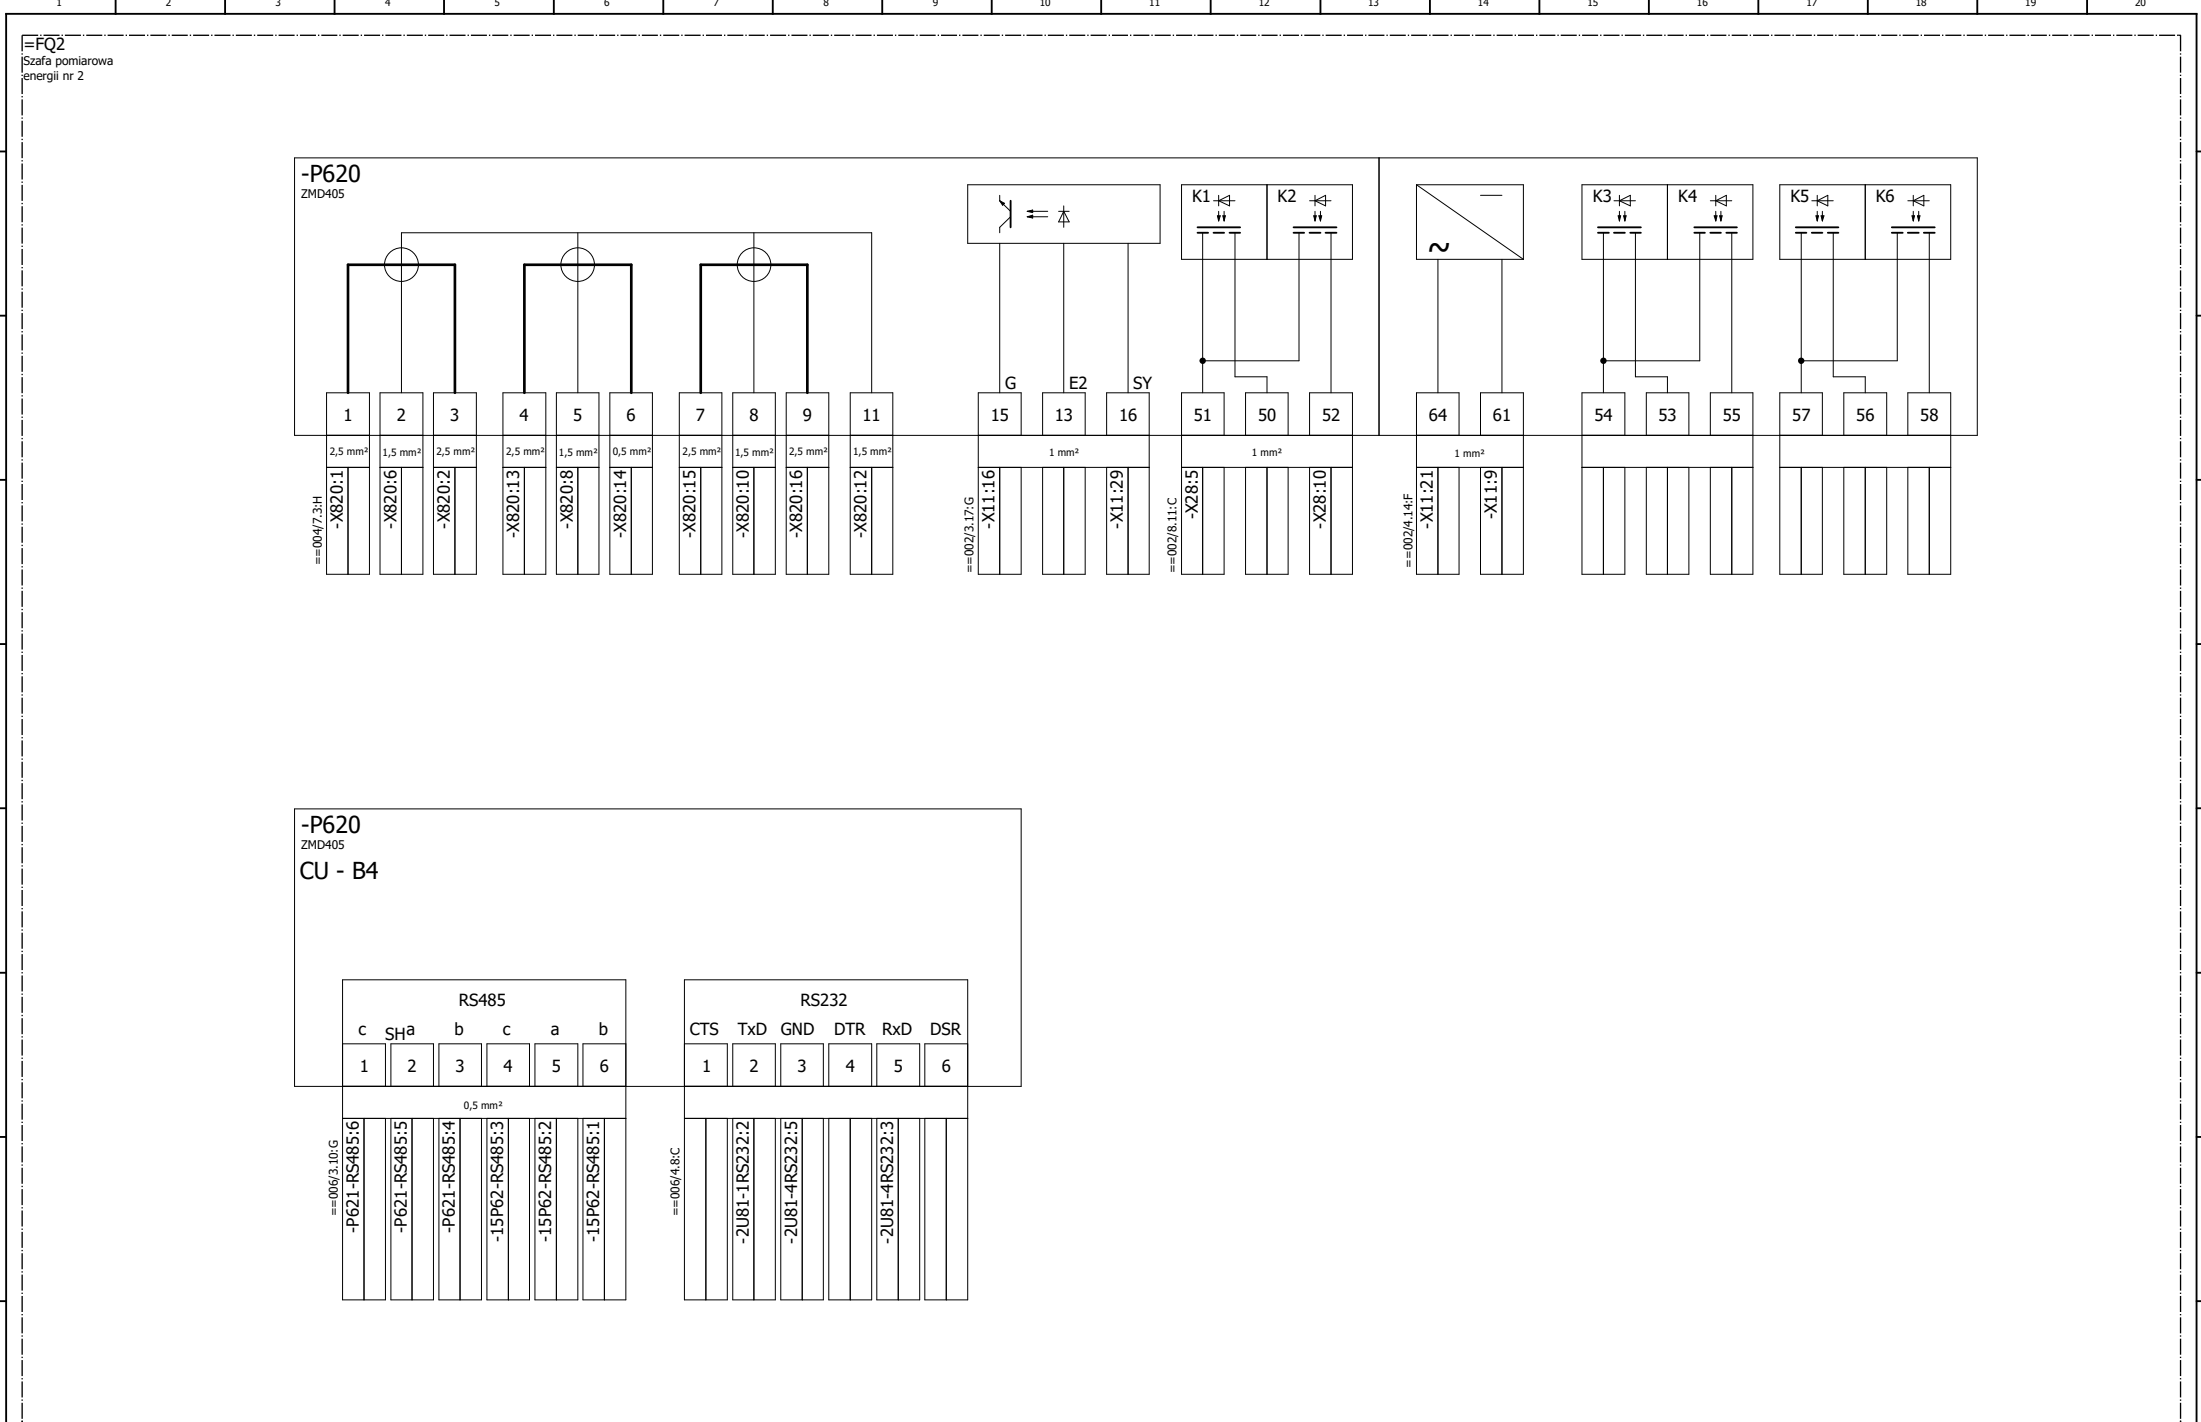 1 2 3 4 5 6 7 8 9 10 11 12 13 14 15 16 17 18 19 20
=FQ2
Szafa pomiarowa
energii nr 2
-P620
ZMD405
K1 K2 K3 K4 K5 K6
~
G E2 SY
1 2 3 4 5 6 7 8 9 11 15 13 16 51 50 52 64 61 54 53 55 57 56 58
2,5 mm² 1,5 mm² 2,5 mm² 2,5 mm² 1,5 mm² 0,5 mm² 2,5 mm² 1,5 mm² 2,5 mm² 1,5 mm² 1 mm² 1 mm² 1 mm²
==004/7.3:H
-X820:1
-X820:6
-X820:2
-X820:13
-X820:8
-X820:14
-X820:15
-X820:10
-X820:16
-X820:12
==002/3.17:G
-X11:16
-X11:29
==002/8.11:C
-X28:5
-X28:10
==002/4.14:F
-X11:21
-X11:9
-P620
ZMD405
CU - B4
RS485
c SH a b c a b
1 2 3 4 5 6
0,5 mm²
==006/3.10:G
-P621-RS485:6
-P621-RS485:5
-P621-RS485:4
-15P62-RS485:3
-15P62-RS485:2
-15P62-RS485:1
RS232
CTS TxD GND DTR RxD DSR
1 2 3 4 5 6
==006/4.8:C
-2U81-1RS232:2
-2U81-4RS232:5
-2U81-4RS232:3